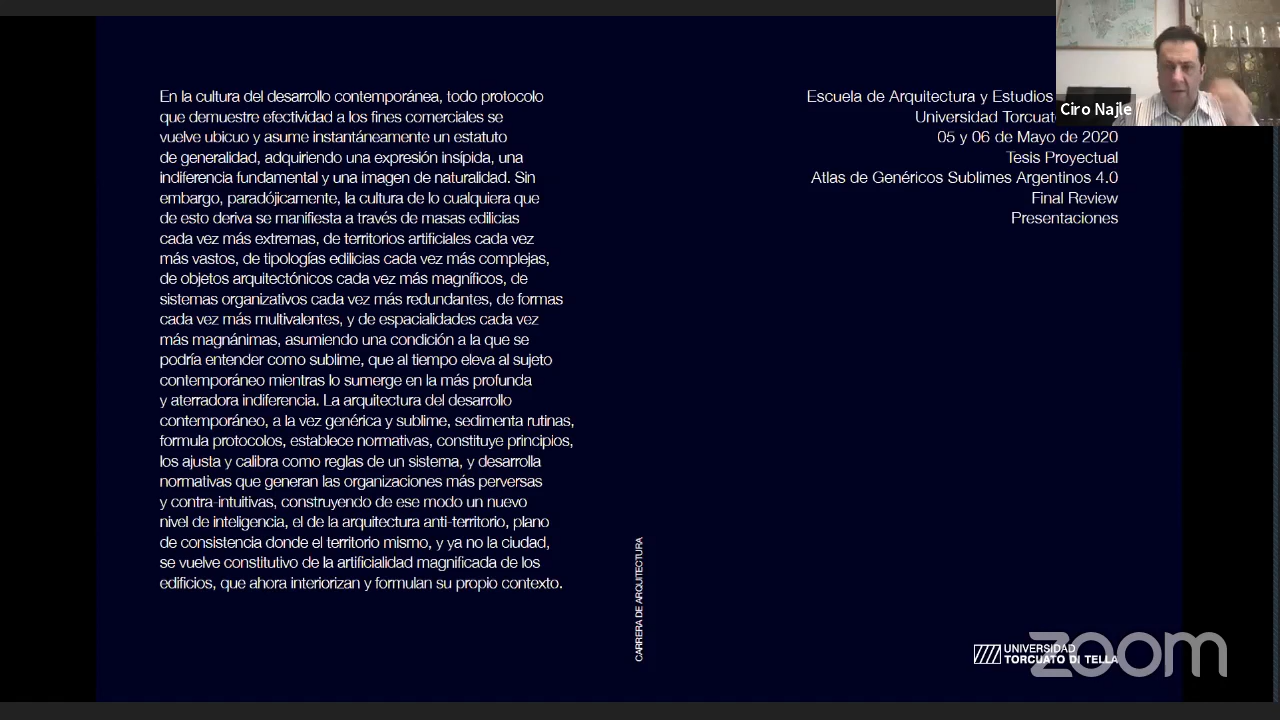 En la cultura del desarrollo contemporánea, todo protocolo
que demuestre efectividad a los fines comerciales se
vuelve ubicuo y asume instantáneamente un estatuto
de generalidad, adquiriendo una expresión insípida, una
indiferencia fundamental y una imagen de naturalidad. Sin
embargo, paradójicamente, la cultura de lo cualquiera que
de esto deriva se manifiesta a través de masas edilicias
cada vez más extremas, de territorios artificiales cada vez
más vastos, de tipologías edilicias cada vez más complejas,
de objetos arquitectónicos cada vez más magníficos, de
sistemas organizativos cada vez más redundantes, de formas
cada vez más multivalentes, y de espacialidades cada vez
más magnánimas, asumiendo una condición a la que se
podría entender como sublime, que al tiempo eleva al sujeto
contemporáneo mientras lo sumerge en la más profunda
y aterradora indiferencia. La arquitectura del desarrollo
contemporáneo, a la vez genérica y sublime, sedimenta rutinas,
formula protocolos, establece normativas, constituye principios,
los ajusta y calibra como reglas de un sistema, y desarrolla
normativas que generan las organizaciones más perversas
y contra-intuitivas, construyendo de ese modo un nuevo
nivel de inteligencia, el de la arquitectura anti-territorio, plano
de consistencia donde el territorio mismo, y ya no la ciudad,
se vuelve constitutivo de la artificialidad magnificada de los
edificios, que ahora interiorizan y formulan su propio contexto.
CARRERA DE ARQUITECTURA
Escuela de Arquitectura y Estudios
Universidad Torcuat
05 y 06 de Mayo de 2020
Tesis Proyectual
Atlas de Genéricos Sublimes Argentinos 4.0
Final Review
Presentaciones
Ciro Najle
UNIVERSIDAD
TORCUATO DI TELLA
zoom